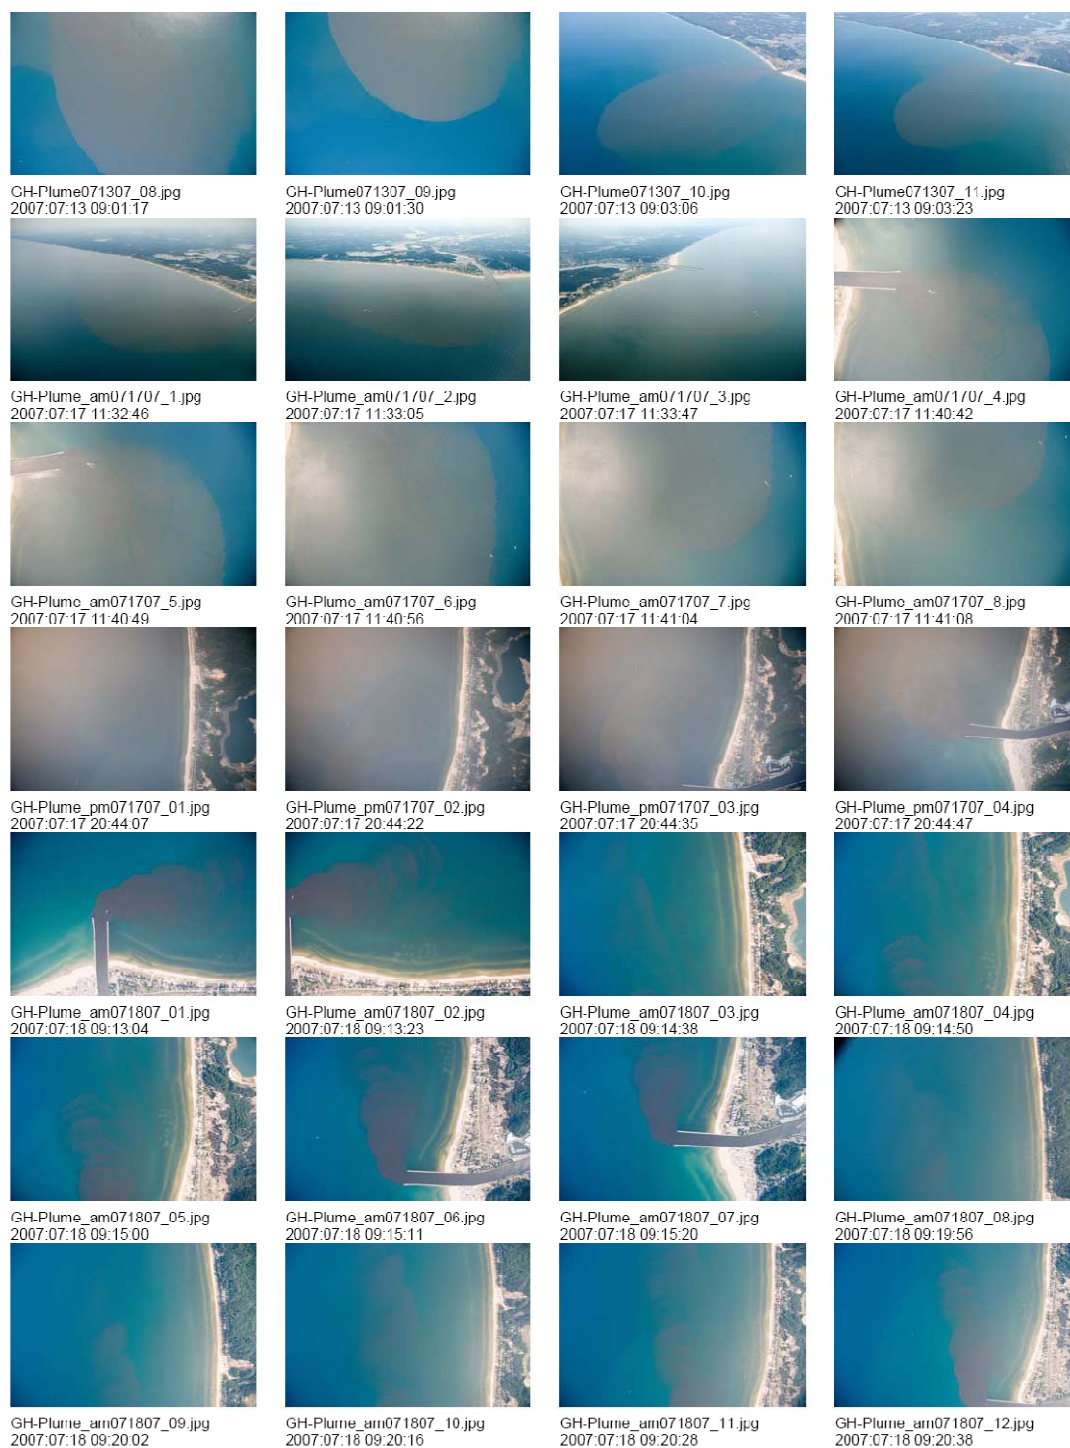 GH-Plume071307_08.jpg
2007:07:13 09:01:17
GH-Plume071307_09.jpg
2007:07:13 09:01:30
GH-Plume071307_10.jpg
2007:07:13 09:03:06
GH-Plume071307_11.jpg
2007:07:13 09:03:23
GH-Plume_am071707_1.jpg
2007:07:17 11:32:46
GH-Plume_am071707_2.jpg
2007:07:17 11:33:05
GH-Plume_am071707_3.jpg
2007:07:17 11:33:47
GH-Plume_am071707_4.jpg
2007:07:17 11:40:42
GH-Plume_am071707_5.jpg
2007:07:17 11:40:49
GH-Plume_am071707_6.jpg
2007:07:17 11:40:56
GH-Plume_am071707_7.jpg
2007:07:17 11:41:04
GH-Plume_am071707_8.jpg
2007:07:17 11:41:08
GH-Plume_pm071707_01.jpg
2007:07:17 20:44:07
GH-Plume_pm071707_02.jpg
2007:07:17 20:44:22
GH-Plume_pm071707_03.jpg
2007:07:17 20:44:35
GH-Plume_pm071707_04.jpg
2007:07:17 20:44:47
GH-Plume_am071807_01.jpg
2007:07:18 09:13:04
GH-Plume_am071807_02.jpg
2007:07:18 09:13:23
GH-Plume_am071807_03.jpg
2007:07:18 09:14:38
GH-Plume_am071807_04.jpg
2007:07:18 09:14:50
GH-Plume_am071807_05.jpg
2007:07:18 09:15:00
GH-Plume_am071807_06.jpg
2007:07:18 09:15:11
GH-Plume_am071807_07.jpg
2007:07:18 09:15:20
GH-Plume_am071807_08.jpg
2007:07:18 09:19:56
GH-Plume_am071807_09.jpg
2007:07:18 09:20:02
GH-Plume_am071807_10.jpg
2007:07:18 09:20:16
GH-Plume_am071807_11.jpg
2007:07:18 09:20:28
GH-Plume_am071807_12.jpg
2007:07:18 09:20:38